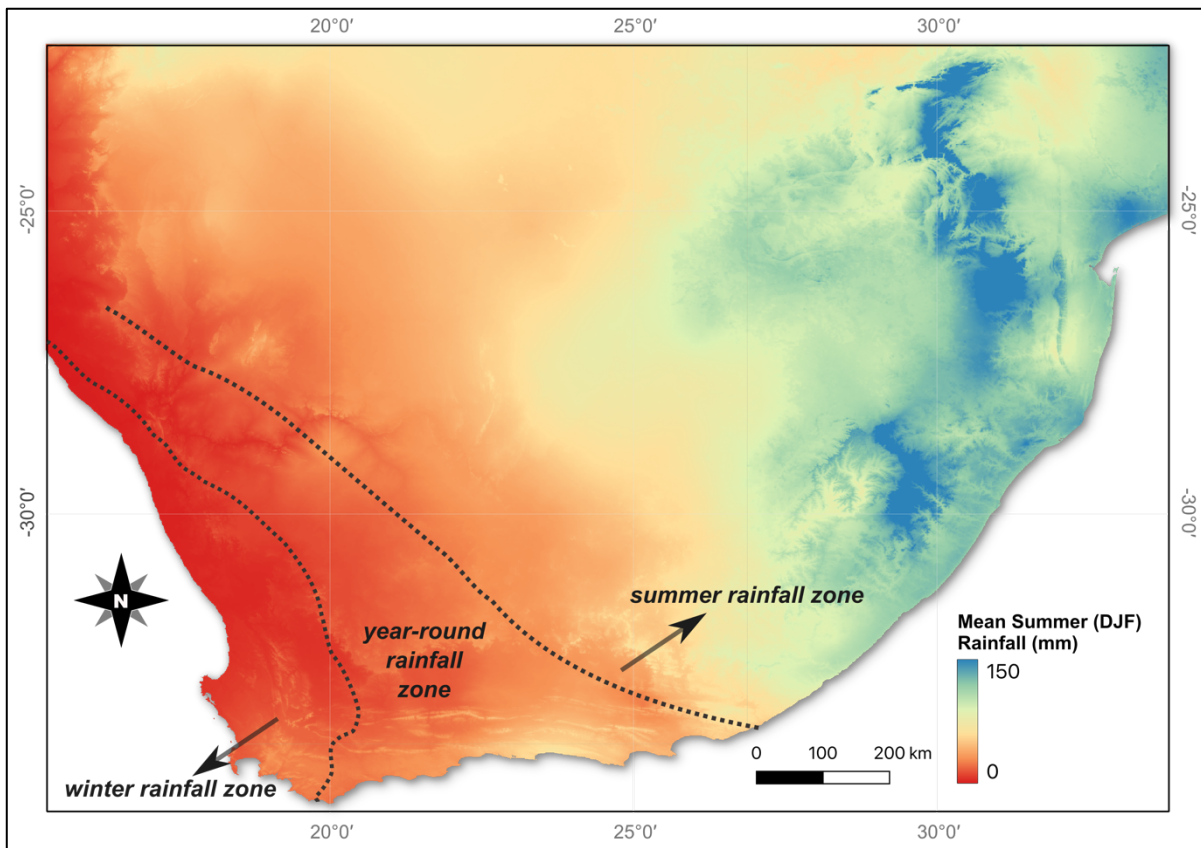 20°0′ 25°0′ 30°0′
-25°0′ -25°0′
-30°0′ -30°0′
N
summer rainfall zone
year-round
rainfall
zone
winter rainfall zone
Mean Summer (DJF)
Rainfall (mm)
150
0
0 100 200 km
20°0′ 25°0′ 30°0′